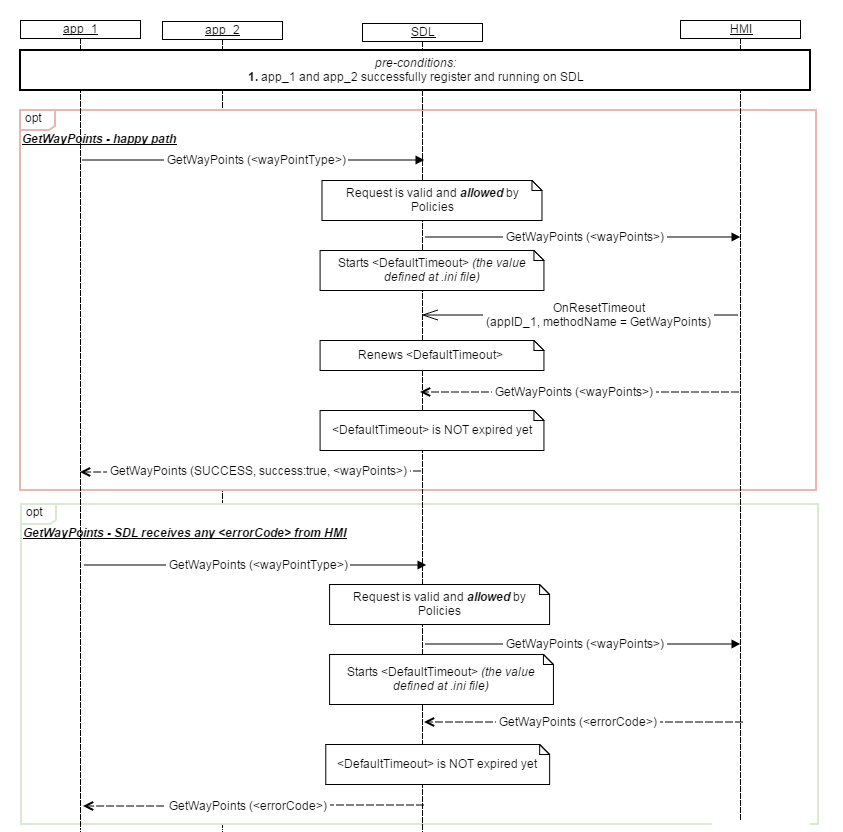 app_1
app_2
SDL
HMI
pre-conditions:
1. app_1 and app_2 successfully register and running on SDL
opt
GetWayPoints - happy path
GetWayPoints (<wayPointType>)
Request is valid and allowed by
Policies
GetWayPoints (<wayPoints>)
Starts <DefaultTimeout> (the value
defined at .ini file)
OnResetTimeout
(appID_1, methodName = GetWayPoints)
Renews <DefaultTimeout>
GetWayPoints (<wayPoints>)
<DefaultTimeout> is NOT expired yet
GetWayPoints (SUCCESS, success:true, <wayPoints>)
opt
GetWayPoints - SDL receives any <errorCode> from HMI
GetWayPoints (<wayPointType>)
Request is valid and allowed by
Policies
GetWayPoints (<wayPoints>)
Starts <DefaultTimeout> (the value
defined at .ini file)
GetWayPoints (<errorCode>)
<DefaultTimeout> is NOT expired yet
GetWayPoints (<errorCode>)